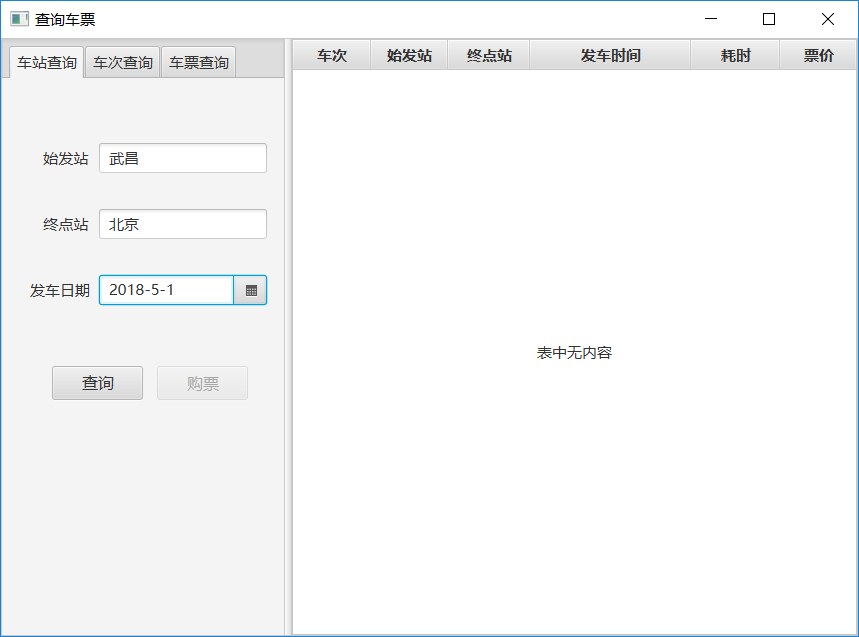 查询车票
车站查询 车次查询 车票查询
始发站 武昌
终点站 北京
发车日期 2018-5-1
查询 购票
车次 始发站 终点站 发车时间 耗时 票价
表中无内容